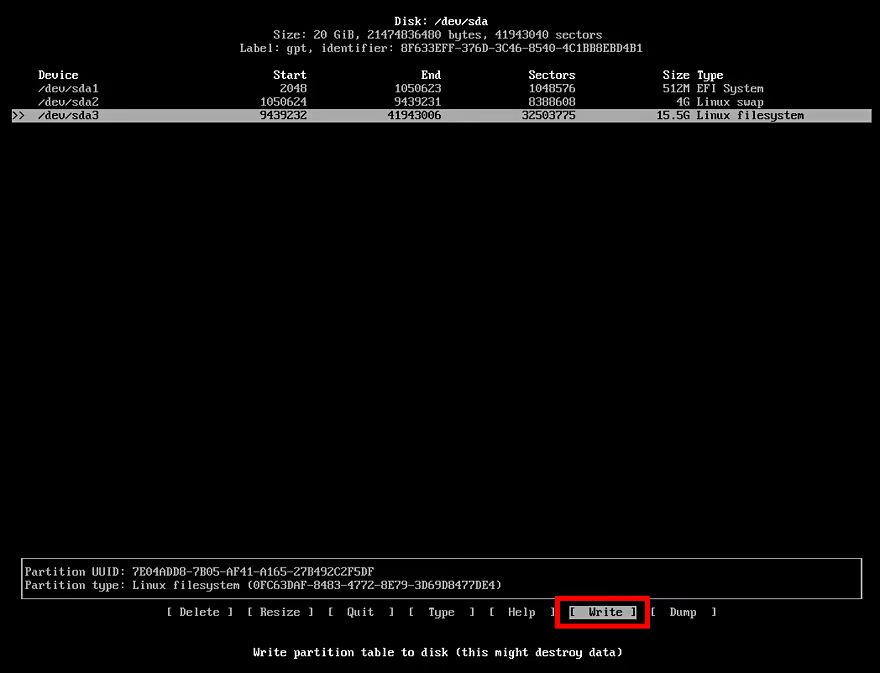 Disk: /dev/sda
Size: 20 GiB, 21474836480 bytes, 41943040 sectors
Label: gpt, identifier: 8F633EFF-376D-3C46-8540-4C1BB8EBD4B1
Device Start End Sectors Size Type
/dev/sda1 2048 1050623 1048576 512M EFI System
/dev/sda2 1050624 9439231 8388608 4G Linux swap
>> /dev/sda3 9439232 41943006 32503775 15.5G Linux filesystem
Partition UUID: 7E04ADD8-7B05-AF41-A165-27B492C2F5DF
Partition type: Linux filesystem (0FC63DAF-8483-4772-8E79-3D69D8477DE4)
[ Delete ] [ Resize ] [ Quit ] [ Type ] [ Help ] [ Write ] [ Dump ]
Write partition table to disk (this might destroy data)